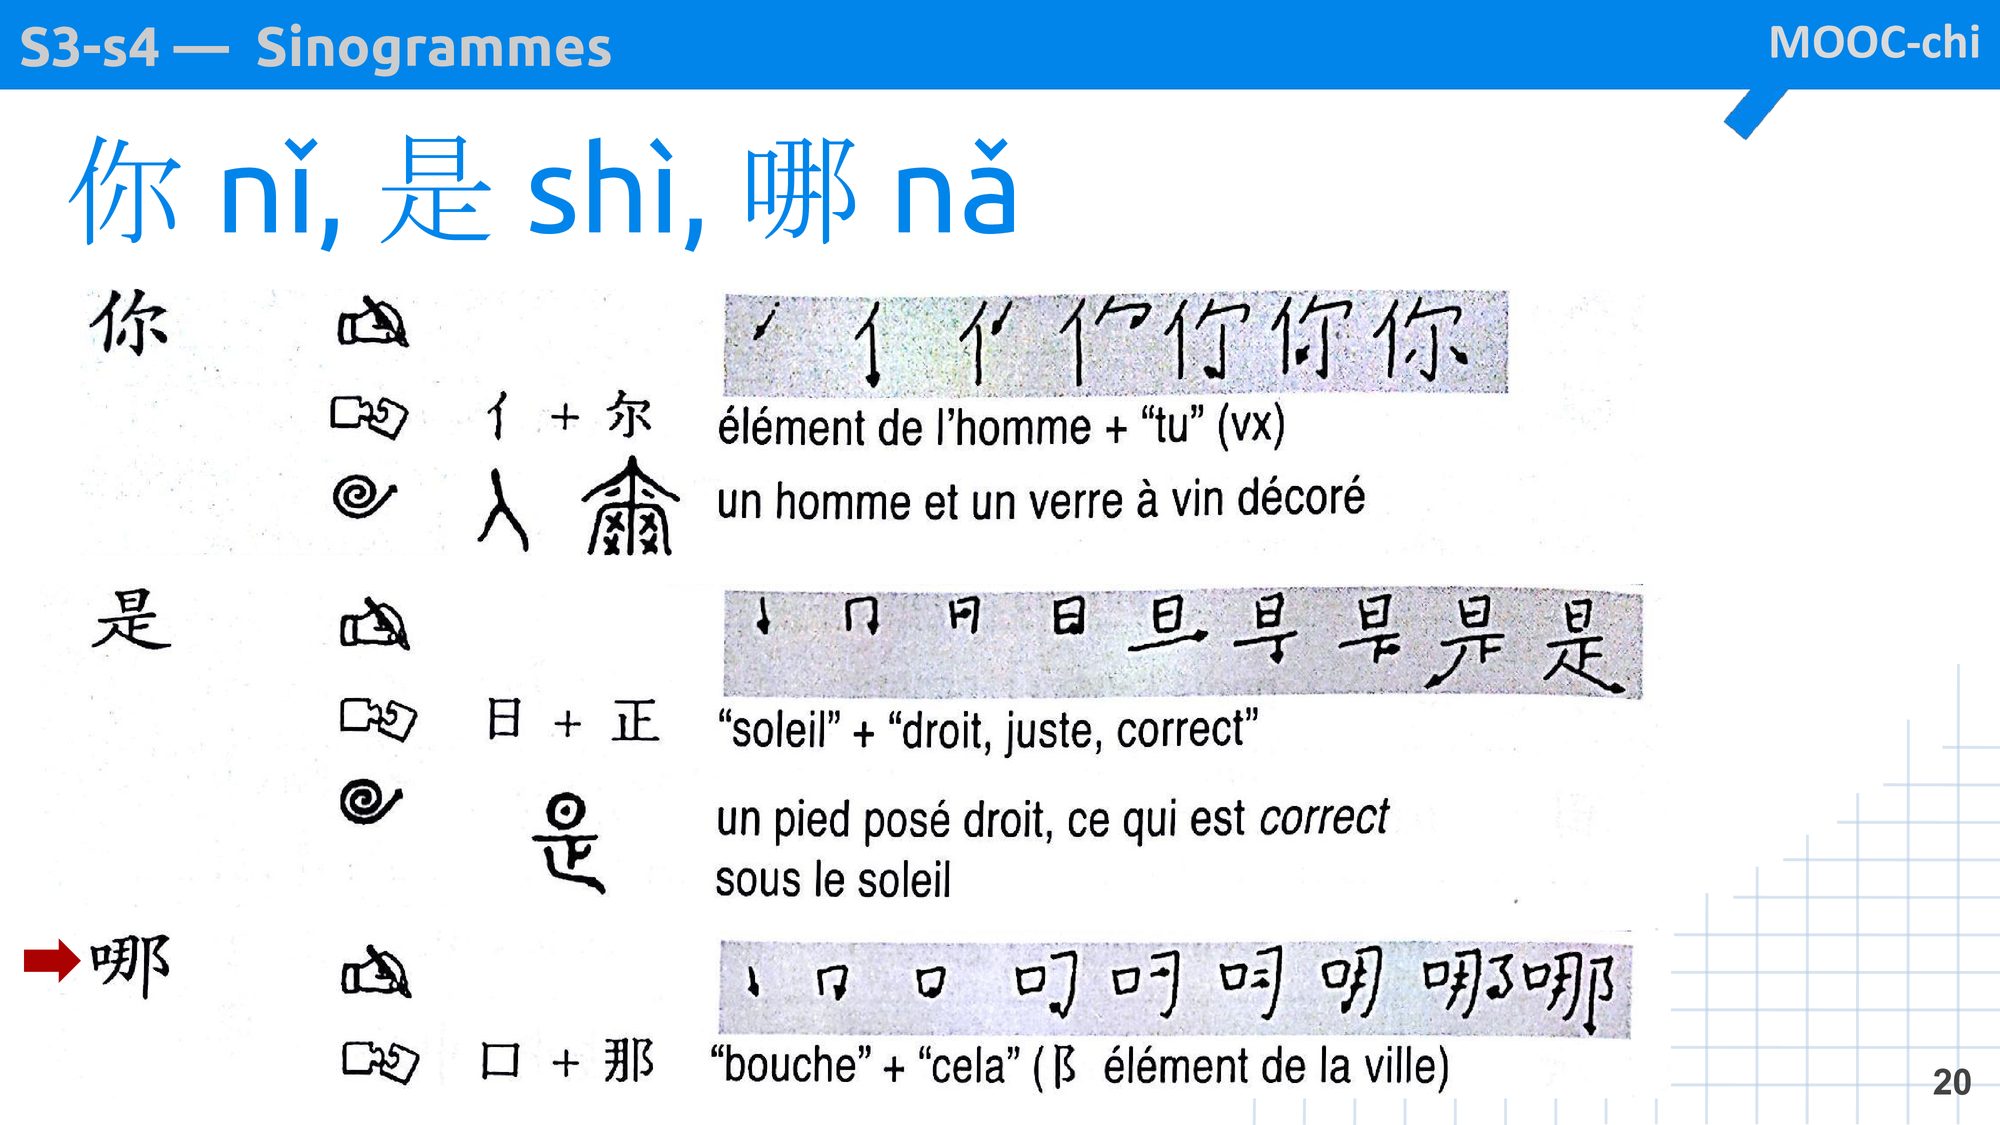 S3-s4 — Sinogrammes
MOOC-chi
你 nǐ, 是 shì, 哪 nǎ
你
亻 + 尔 élément de l’homme + “tu” (vx)
un homme et un verre à vin décoré
是
日 + 正 “soleil” + “droit, juste, correct”
un pied posé droit, ce qui est correct
sous le soleil
哪
口 + 那 “bouche” + “cela” (阝 élément de la ville)
20